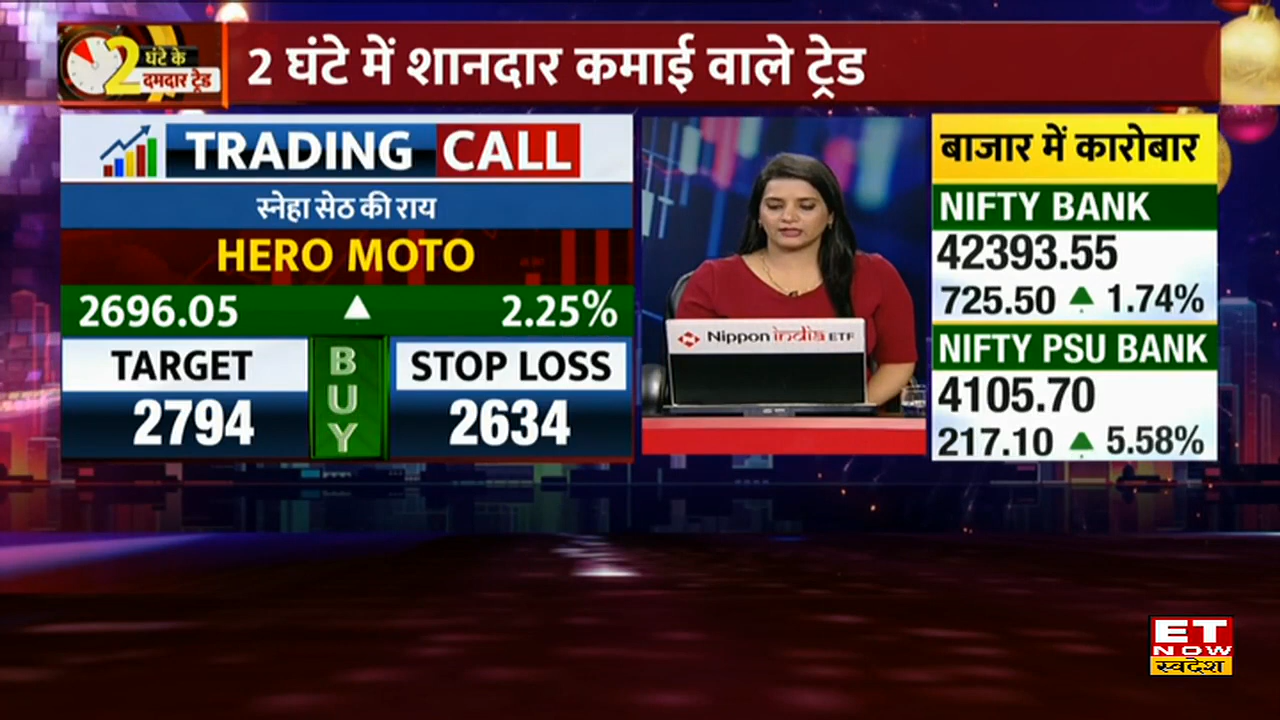 2 घंटे के
दमदार ट्रेड
2 घंटे में शानदार कमाई वाले ट्रेड
TRADING CALL
स्नेहा सेठ की राय
HERO MOTO
2696.05 ▲ 2.25%
TARGET
2794
BUY
STOP LOSS
2634
Nippon india ETF
बाजार में कारोबार
NIFTY BANK
42393.55
725.50 ▲ 1.74%
NIFTY PSU BANK
4105.70
217.10 ▲ 5.58%
ET
NOW
स्वदेश